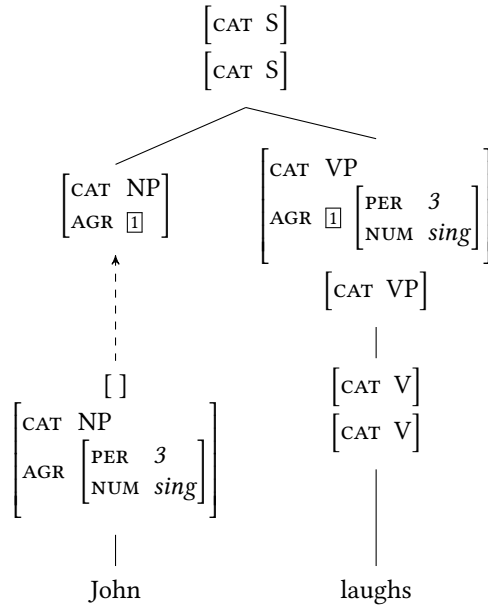 [CAT S]
[CAT S]
[CAT NP
AGR 1]
[CAT VP
AGR 1 [PER 3
NUM sing]]
[CAT VP]
[ ]
[CAT NP
AGR [PER 3
NUM sing]]
[CAT V]
[CAT V]
John
laughs